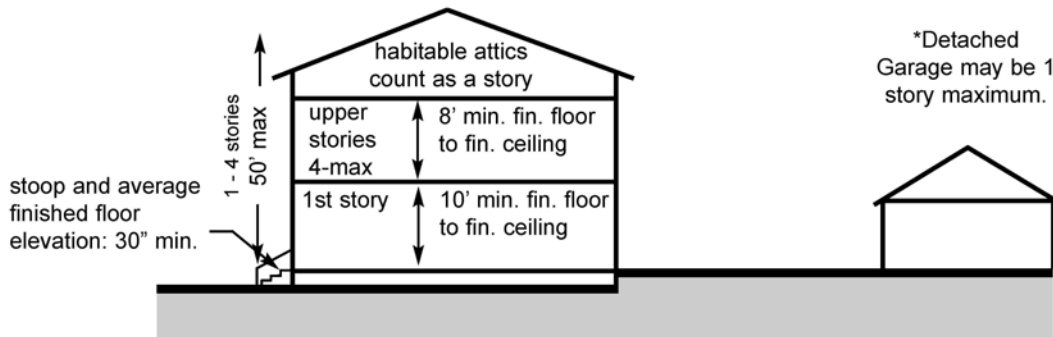 habitable attics
count as a story
*Detached
Garage may be 1
story maximum.
1 - 4 stories
50’ max
upper
stories
4-max
8’ min. fin. floor
to fin. ceiling
stoop and average
finished floor
elevation: 30” min.
1st story
10’ min. fin. floor
to fin. ceiling